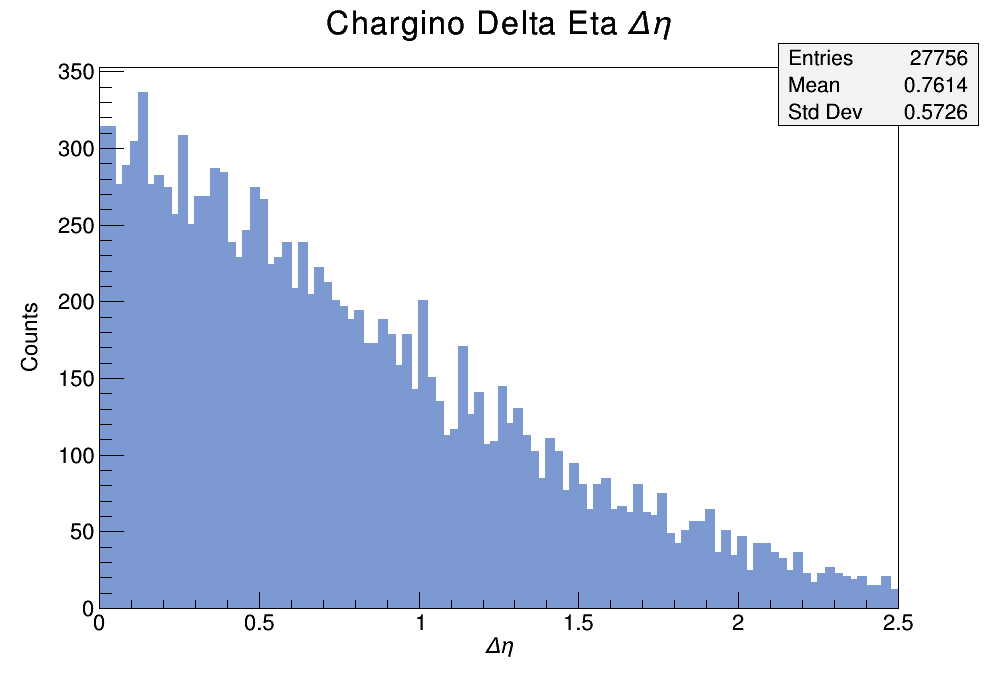 Chargino Delta Eta Δη
Entries 27756
Mean 0.7614
Std Dev 0.5726
350
300
250
200
150
100
50
0
Counts
0 0.5 1 1.5 2 2.5
Δη